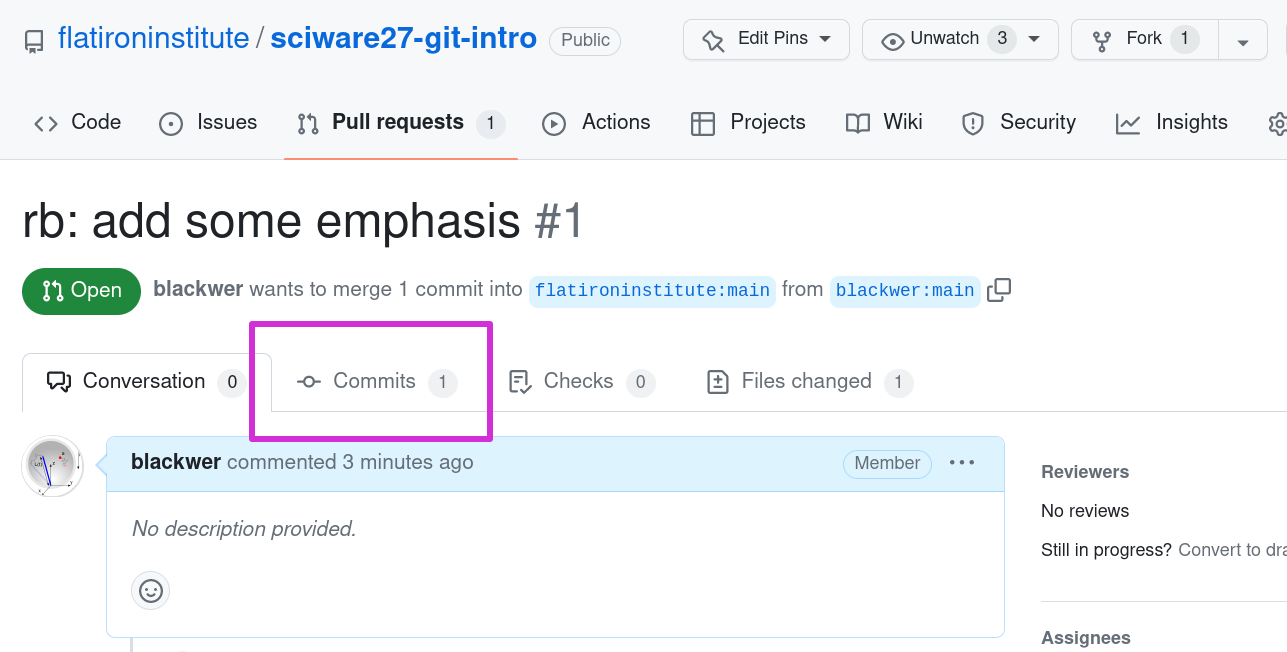 flatironinstitute / sciware27-git-intro Public Edit Pins Unwatch 3 Fork 1
Code Issues Pull requests 1 Actions Projects Wiki Security Insights
rb: add some emphasis #1
Open blackwer wants to merge 1 commit into flatironinstitute:main from blackwer:main
Conversation 0 Commits 1 Checks 0 Files changed 1
blackwer commented 3 minutes ago Member
No description provided.
Reviewers
No reviews
Still in progress? Convert to dra
Assignees